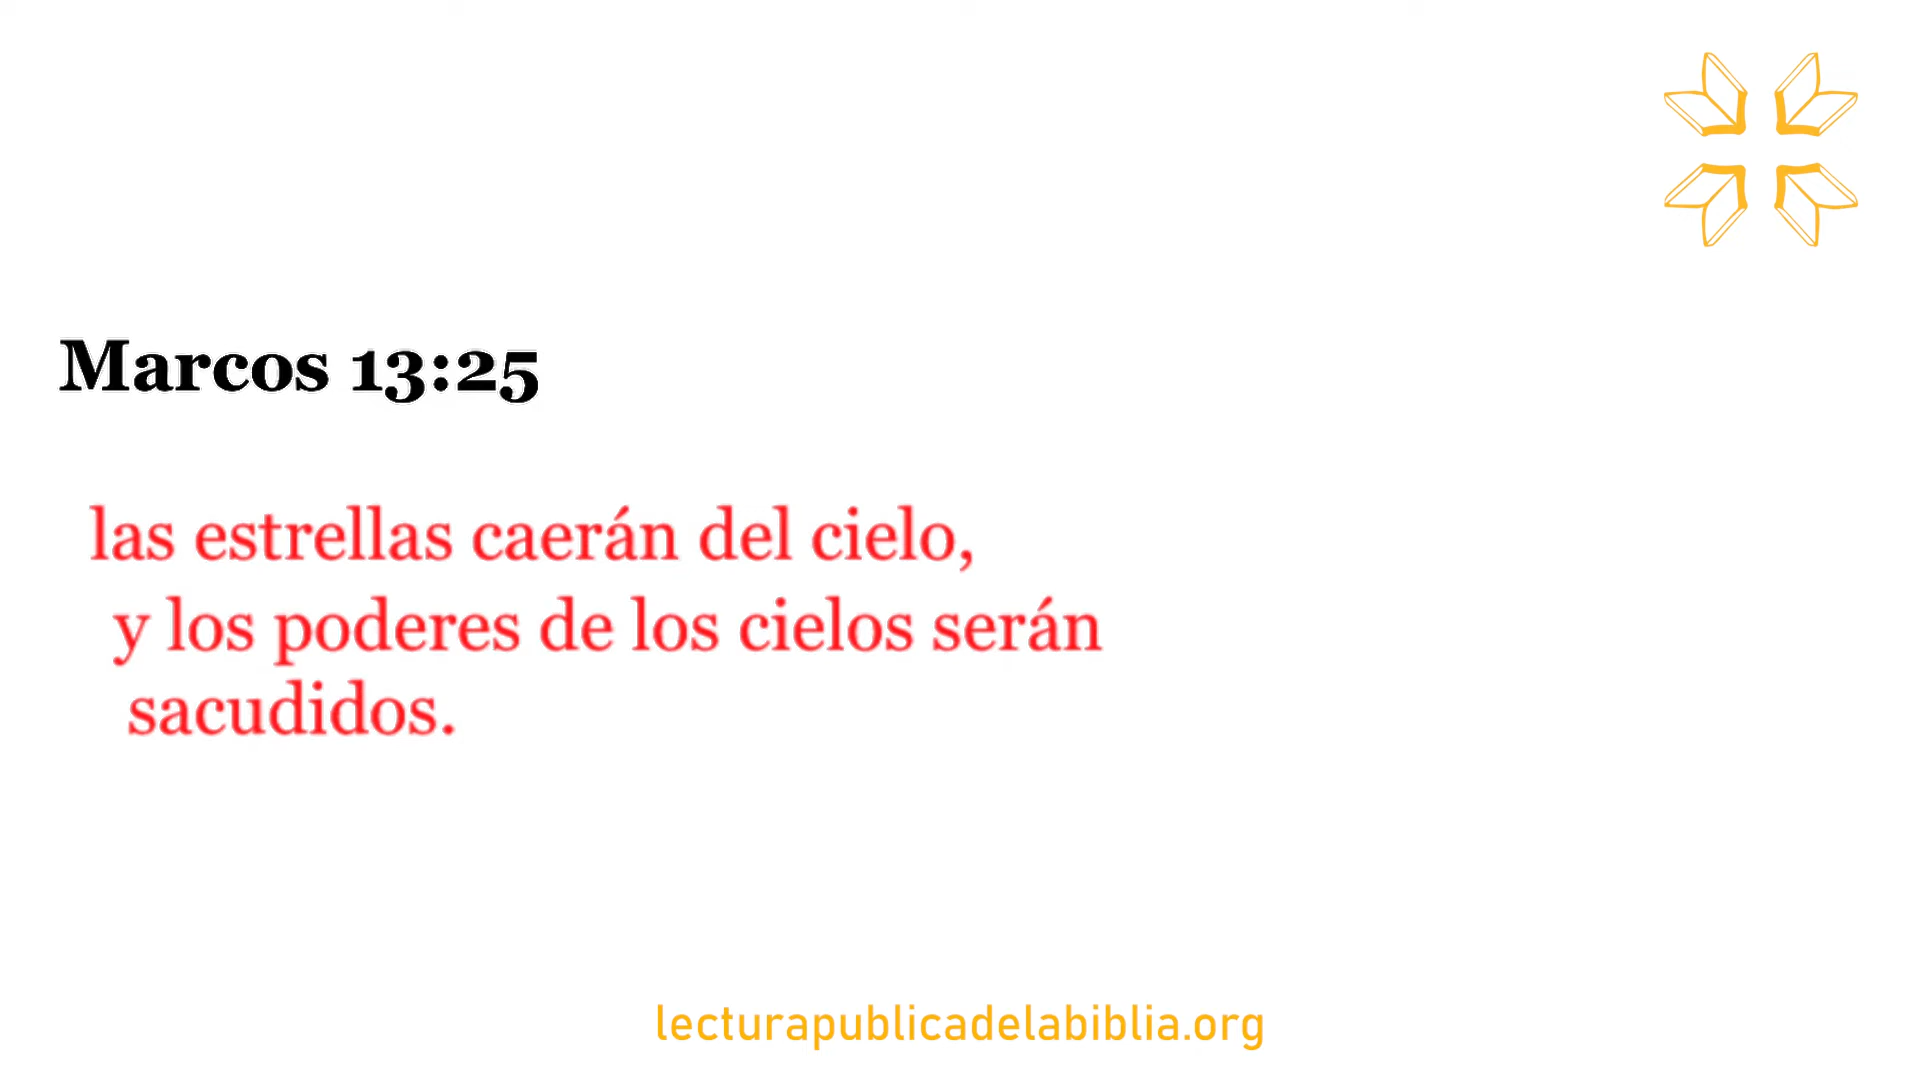 Marcos 13:25
las estrellas caerán del cielo,
y los poderes de los cielos serán
sacudidos.
lecturapublicadelabiblia.org